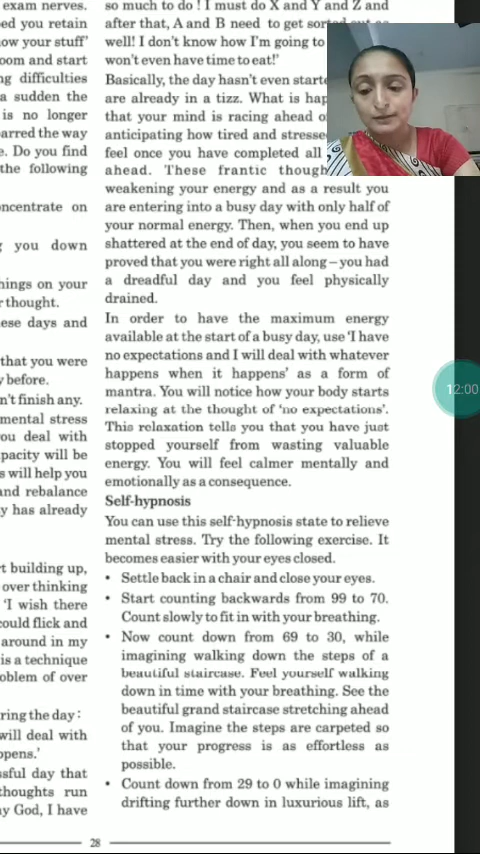 exam nerves.
ed you retain
ow your stuff’
oom and start
ng difficulties
a sudden the
is no longer
arred the way
e. Do you find
the following
ncentrate on
g you down
hings on your
r thought.
ese days and
that you were
y before.
n't finish any.
mental stress
ou deal with
pacity will be
s will help you
and rebalance
y has already
t building up,
over thinking
‘I wish there
could flick and
around in my
is a technique
oblem of over
ring the day :
will deal with
pens.’
ssful day that
thoughts run
y God, I have
so much to do ! I must do X and Y and Z and
after that, A and B need to get sorted out as
well! I don't know how I'm going to
won't even have time to eat!’
Basically, the day hasn't even starte
are already in a tizz. What is hap
that your mind is racing ahead o
anticipating how tired and stresse
feel once you have completed all
ahead. These frantic though
weakening your energy and as a result you
are entering into a busy day with only half of
your normal energy. Then, when you end up
shattered at the end of day, you seem to have
proved that you were right all along – you had
a dreadful day and you feel physically
drained.
In order to have the maximum energy
available at the start of a busy day, use ‘I have
no expectations and I will deal with whatever
happens when it happens’ as a form of
mantra. You will notice how your body starts
relaxing at the thought of ‘no expectations’.
This relaxation tells you that you have just
stopped yourself from wasting valuable
energy. You will feel calmer mentally and
emotionally as a consequence.
Self-hypnosis
You can use this self-hypnosis state to relieve
mental stress. Try the following exercise. It
becomes easier with your eyes closed.
• Settle back in a chair and close your eyes.
• Start counting backwards from 99 to 70.
Count slowly to fit in with your breathing.
• Now count down from 69 to 30, while
imagining walking down the steps of a
beautiful staircase. Feel yourself walking
down in time with your breathing. See the
beautiful grand staircase stretching ahead
of you. Imagine the steps are carpeted so
that your progress is as effortless as
possible.
• Count down from 29 to 0 while imagining
drifting further down in luxurious lift, as
28
12:00